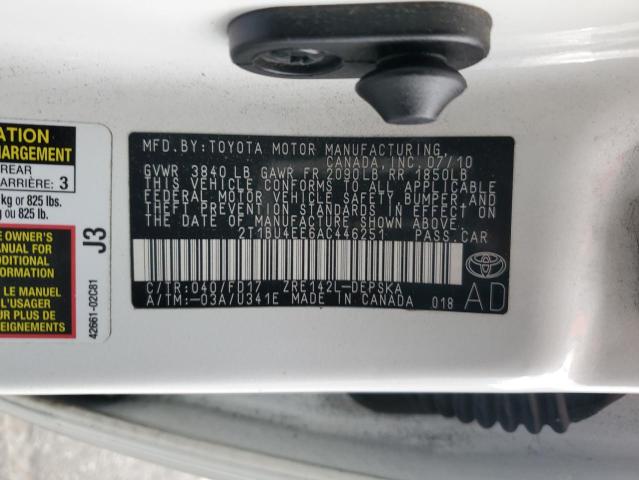 MFD.BY:TOYOTA MOTOR MANUFACTURING,
CANADA, INC. 07/10
GVWR 3840 LB GAWR FR 2090LB RR 1850LB
THIS VEHICLE CONFORMS TO ALL APPLICABLE
FEDERAL MOTOR VEHICLE SAFETY, BUMPER, AND
THEFT PREVENTION STANDARDS IN EFFECT ON
THE DATE OF MANUFACTURE SHOWN ABOVE.
2T1BU4EE6AC446251 PASS.CAR
C/TR:040/FD17 ZRE142L-DEPSKA
A/TM:-03A/U341E MADE IN CANADA 018
AD
ATION
HARGEMENT
REAR
ARRIÈRE: 3
kg or 825 lbs.
g ou 825 lb.
E OWNER'S
ANUAL FOR
DITIONAL
ORMATION
IR LE MANUEL
L'USAGER
UR PLUS DE
SEIGNEMENTS
J3
42661-02C81